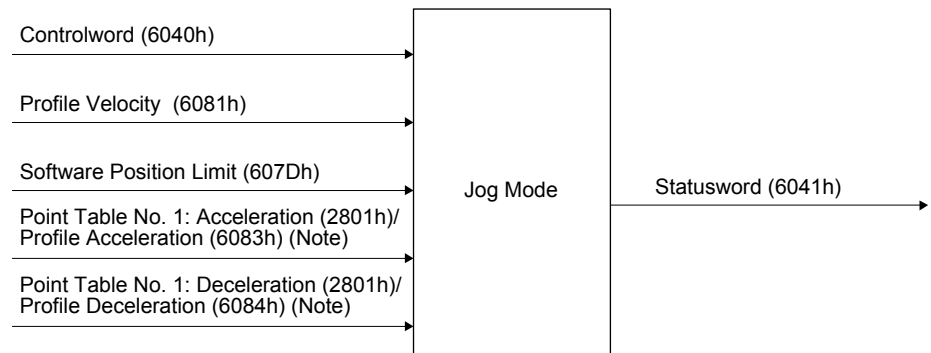 Controlword (6040h)
Profile Velocity (6081h)
Software Position Limit (607Dh)
Point Table No. 1: Acceleration (2801h)/
Profile Acceleration (6083h) (Note)
Point Table No. 1: Deceleration (2801h)/
Profile Deceleration (6084h) (Note)
Jog Mode
Statusword (6041h)